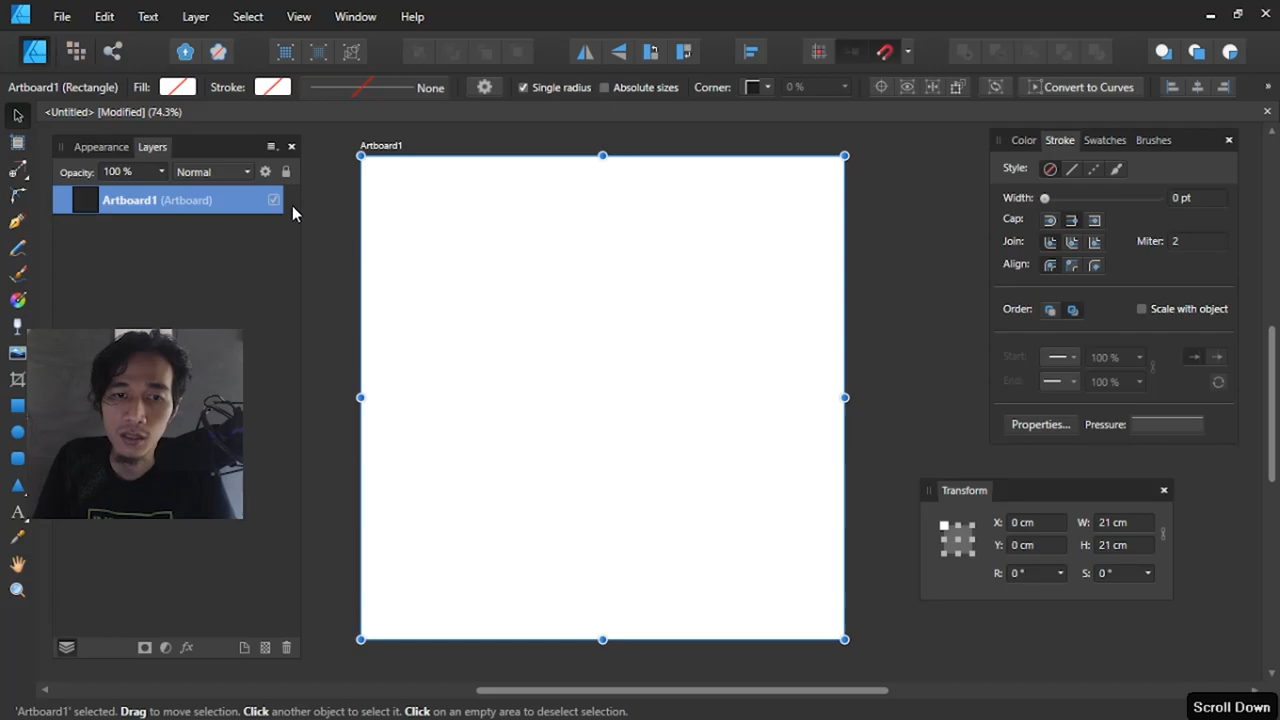 File Edit Text Layer Select View Window Help
Artboard1 (Rectangle) Fill: Stroke: None Single radius Absolute sizes Corner: 0 % Convert to Curves »
<Untitled> [Modified] (74.3%)
Appearance Layers
Opacity: 100 % Normal
Artboard1 (Artboard)
Artboard1
Color Stroke Swatches Brushes
Style:
Width: 0 pt
Cap:
Join: Miter: 2
Align:
Order: Scale with object
Start: 100 %
End: 100 %
Properties... Pressure:
Transform
X: 0 cm W: 21 cm
Y: 0 cm H: 21 cm
R: 0 ° S: 0 °
'Artboard1' selected. Drag to move selection. Click another object to select it. Click on an empty area to deselect selection.
Scroll Down